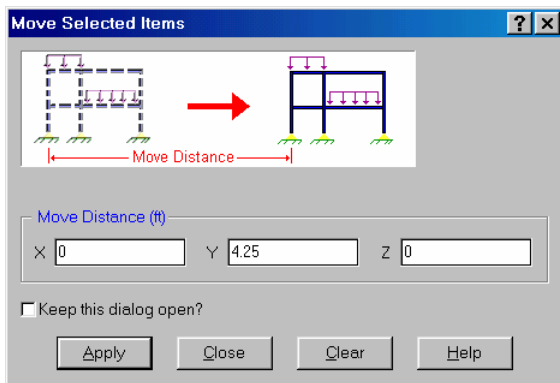 Move Selected Items
Move Distance
Move Distance (ft)
X 0 Y 4.25 Z 0
Keep this dialog open?
Apply Close Clear Help